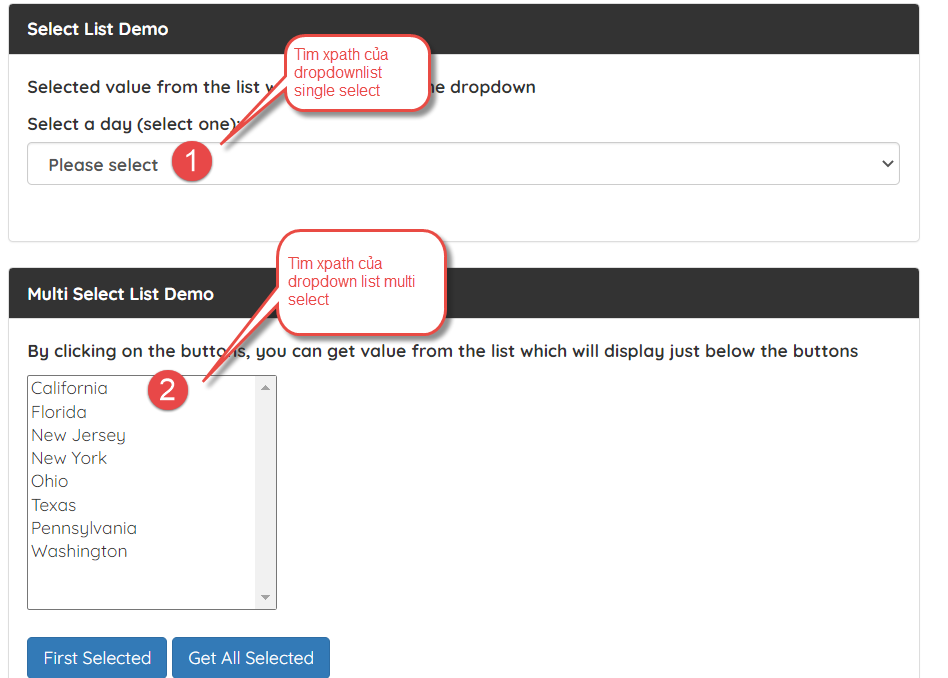 Select List Demo
Tìm xpath của
dropdownlist
single select
Selected value from the list w
e dropdown
Select a day (select one):
Please select
1
Tìm xpath của
dropdown list multi
select
Multi Select List Demo
By clicking on the buttons, you can get value from the list which will display just below the buttons
2
California
Florida
New Jersey
New York
Ohio
Texas
Pennsylvania
Washington
First Selected
Get All Selected